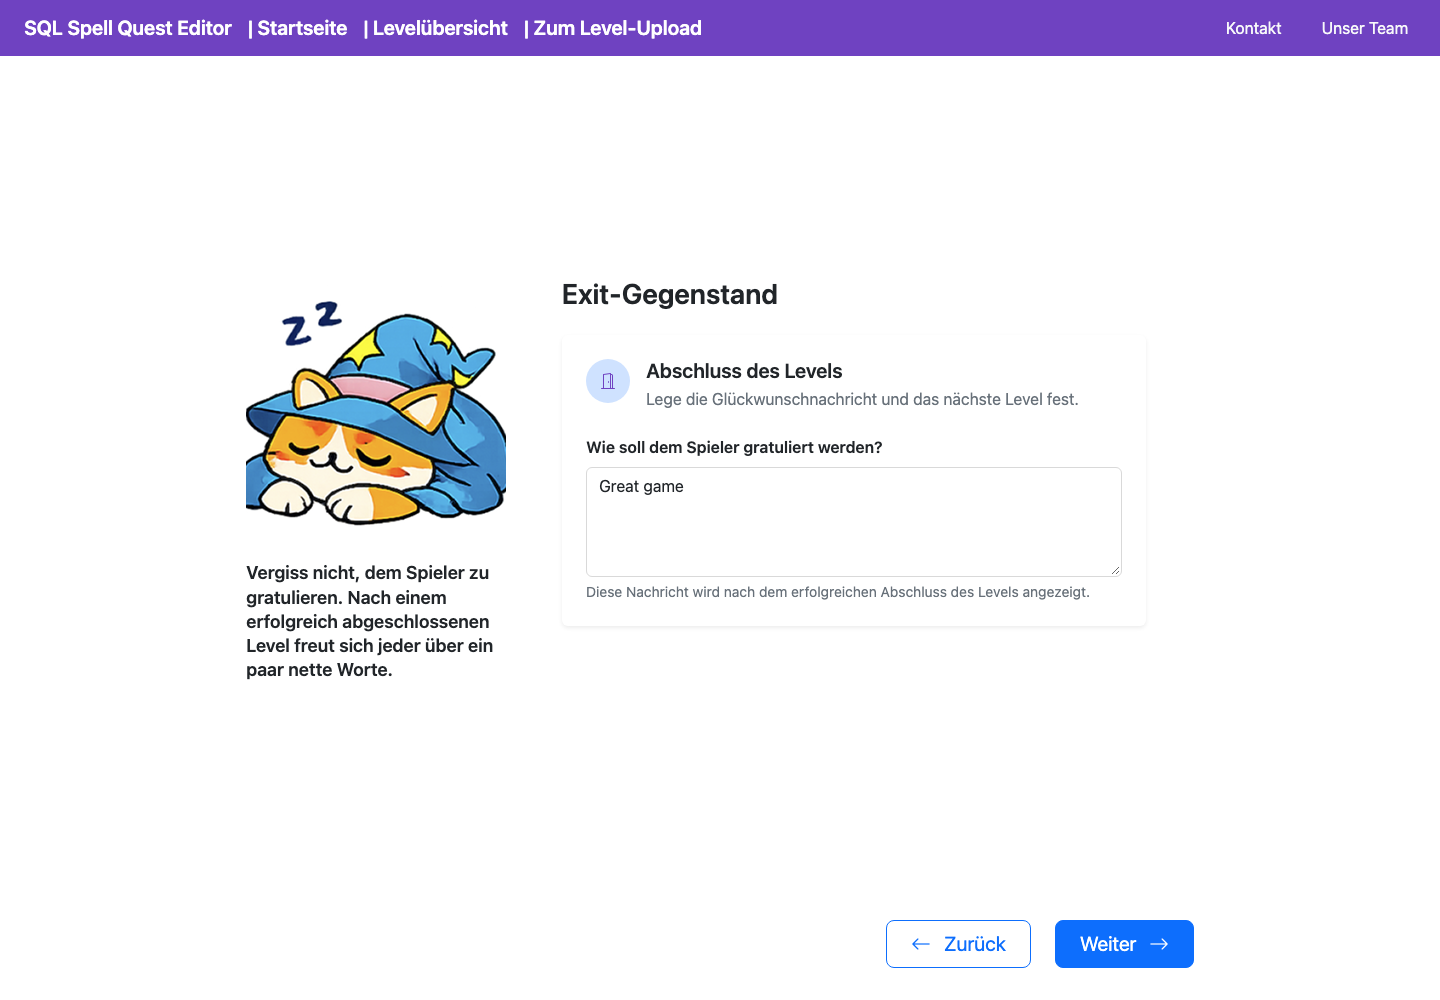 SQL Spell Quest Editor | Startseite | Levelübersicht | Zum Level-Upload Kontakt Unser Team
Exit-Gegenstand
z z
Abschluss des Levels
Lege die Glückwunschnachricht und das nächste Level fest.
Wie soll dem Spieler gratuliert werden?
Great game
Diese Nachricht wird nach dem erfolgreichen Abschluss des Levels angezeigt.
Vergiss nicht, dem Spieler zu
gratulieren. Nach einem
erfolgreich abgeschlossenen
Level freut sich jeder über ein
paar nette Worte.
Zurück Weiter